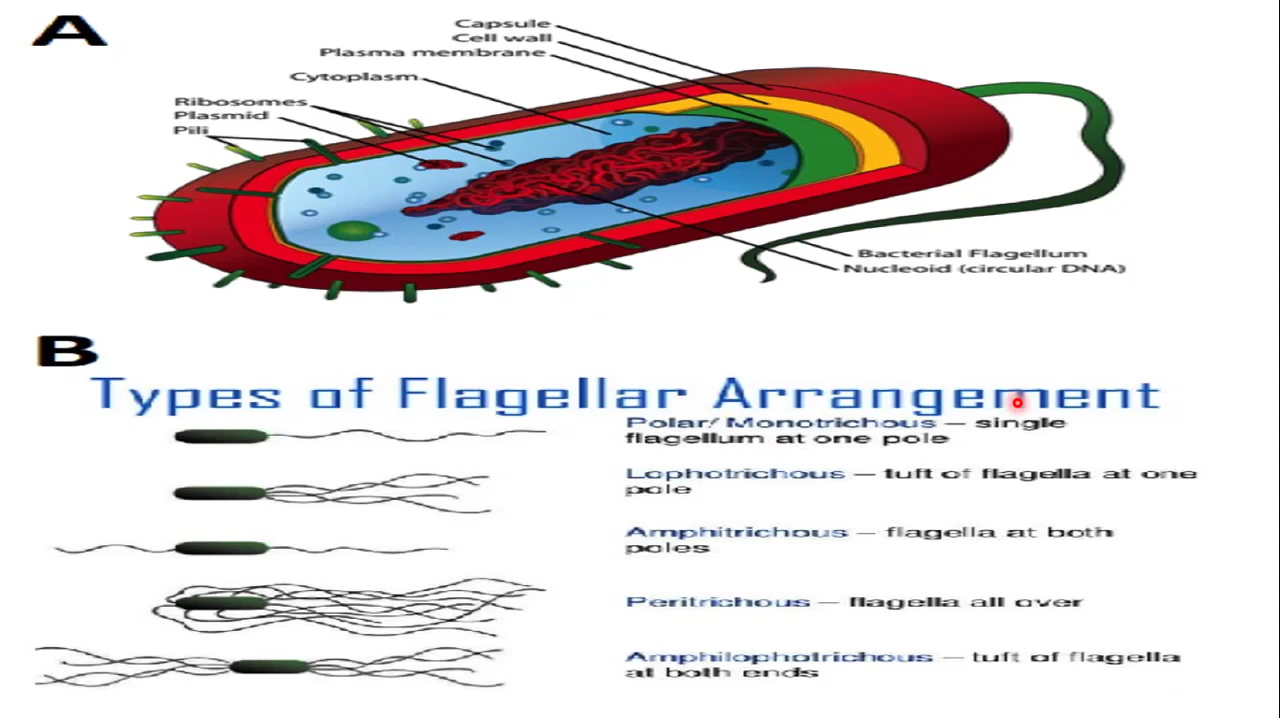 A
Capsule
Cell wall
Plasma membrane
Cytoplasm
Ribosomes
Plasmid
Pili
Bacterial Flagellum
Nucleoid (circular DNA)
B
Types of Flagellar Arrangement
Polar/ Monotrichous – single
flagellum at one pole
Lophotrichous – tuft of flagella at one
pole
Amphitrichous – flagella at both
poles
Peritrichous – flagella all over
Amphilophotrichous – tuft of flagella
at both ends